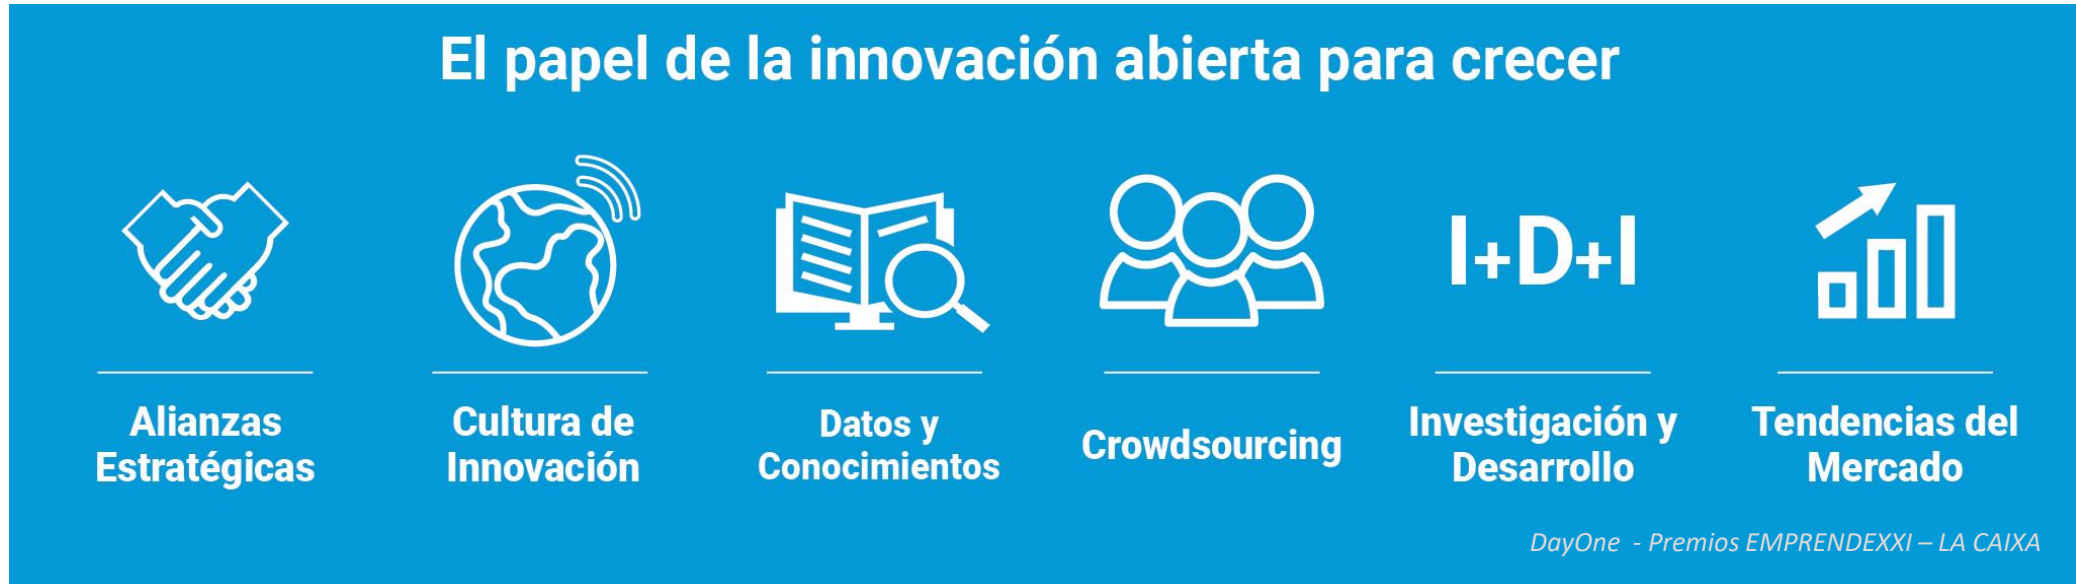 El papel de la innovación abierta para crecer
I+D+I
Alianzas
Estratégicas
Cultura de
Innovación
Datos y
Conocimientos
Crowdsourcing
Investigación y
Desarrollo
Tendencias del
Mercado
DayOne - Premios EMPRENDEXXI – LA CAIXA